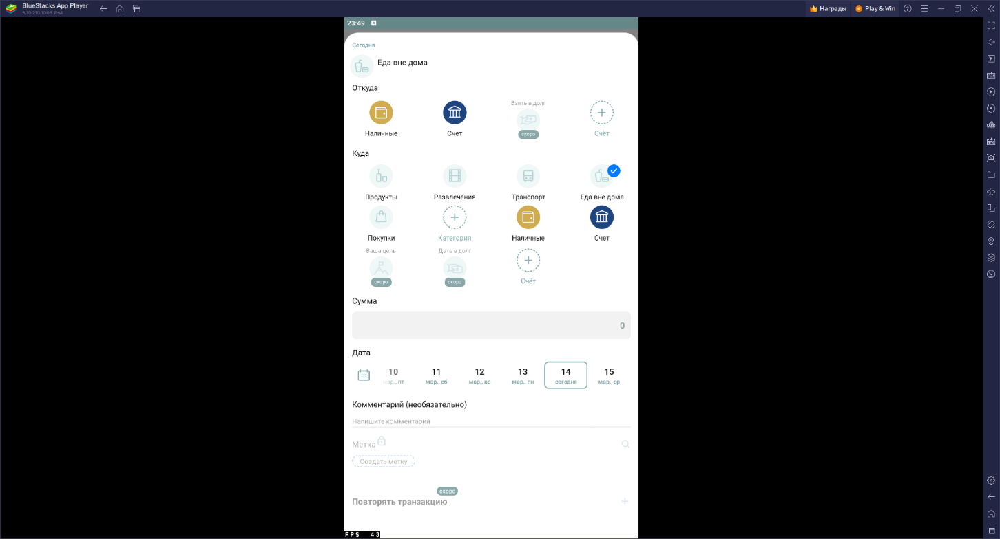 BlueStacks App Player
5.10.210.1003 P64
Награды
Play & Win
23:49
Сегодня
Еда вне дома
Откуда
Взять в долг
скоро
Наличные Счет Счёт
Куда
Продукты Развлечения Транспорт Еда вне дома
Покупки Категория Наличные Счет
Ваша цель Дать в долг
скоро скоро Счёт
Сумма
0
Дата
10 11 12 13 14 15
мар., пт мар., сб мар., вс мар., пн сегодня мар., ср
Комментарий (необязательно)
Напишите комментарий
Метка
Создать метку
скоро
Повторять транзакцию
FPS 43